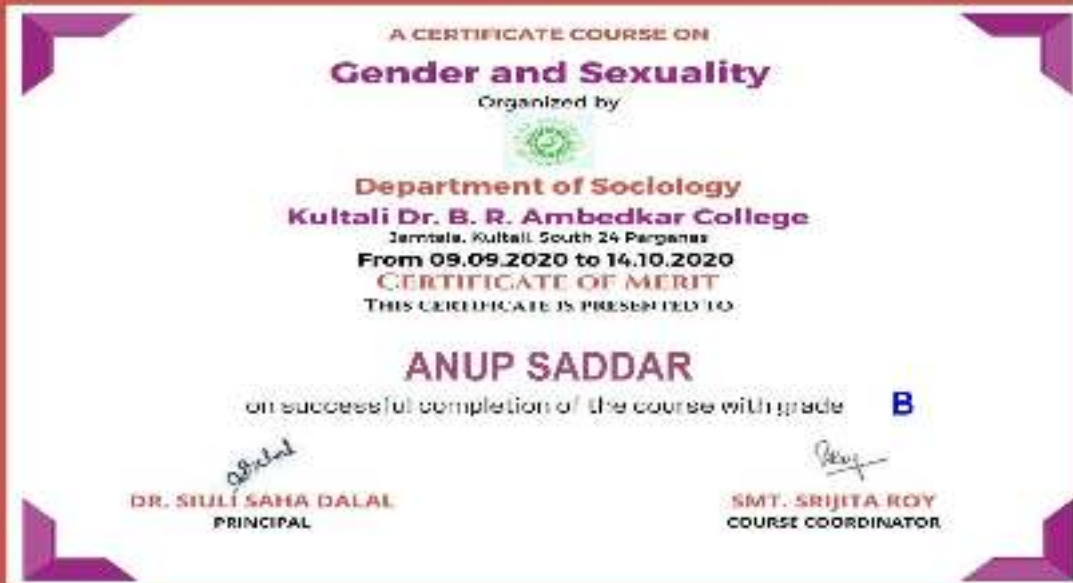 A CERTIFICATE COURSE ON
Gender and Sexuality
Organized by
Department of Sociology
Kultali Dr. B. R. Ambedkar College
Jamtala, Kultali, South 24 Parganas
From 09.09.2020 to 14.10.2020
CERTIFICATE OF MERIT
THIS CERTIFICATE IS PRESENTED TO
ANUP SADDAR
on successful completion of the course with grade B
DR. SIULI SAHA DALAL
PRINCIPAL
SMT. SRIJITA ROY
COURSE COORDINATOR